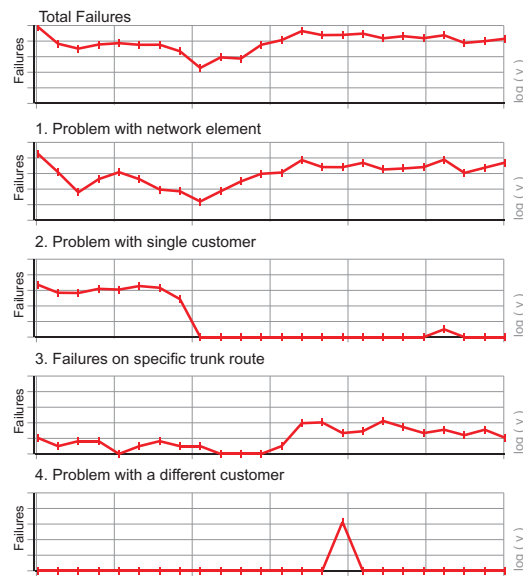 Total Failures
Failures
log ( v )
1. Problem with network element
Failures
log ( v )
2. Problem with single customer
Failures
log ( v )
3. Failures on specific trunk route
Failures
log ( v )
4. Problem with a different customer
Failures
log ( v )